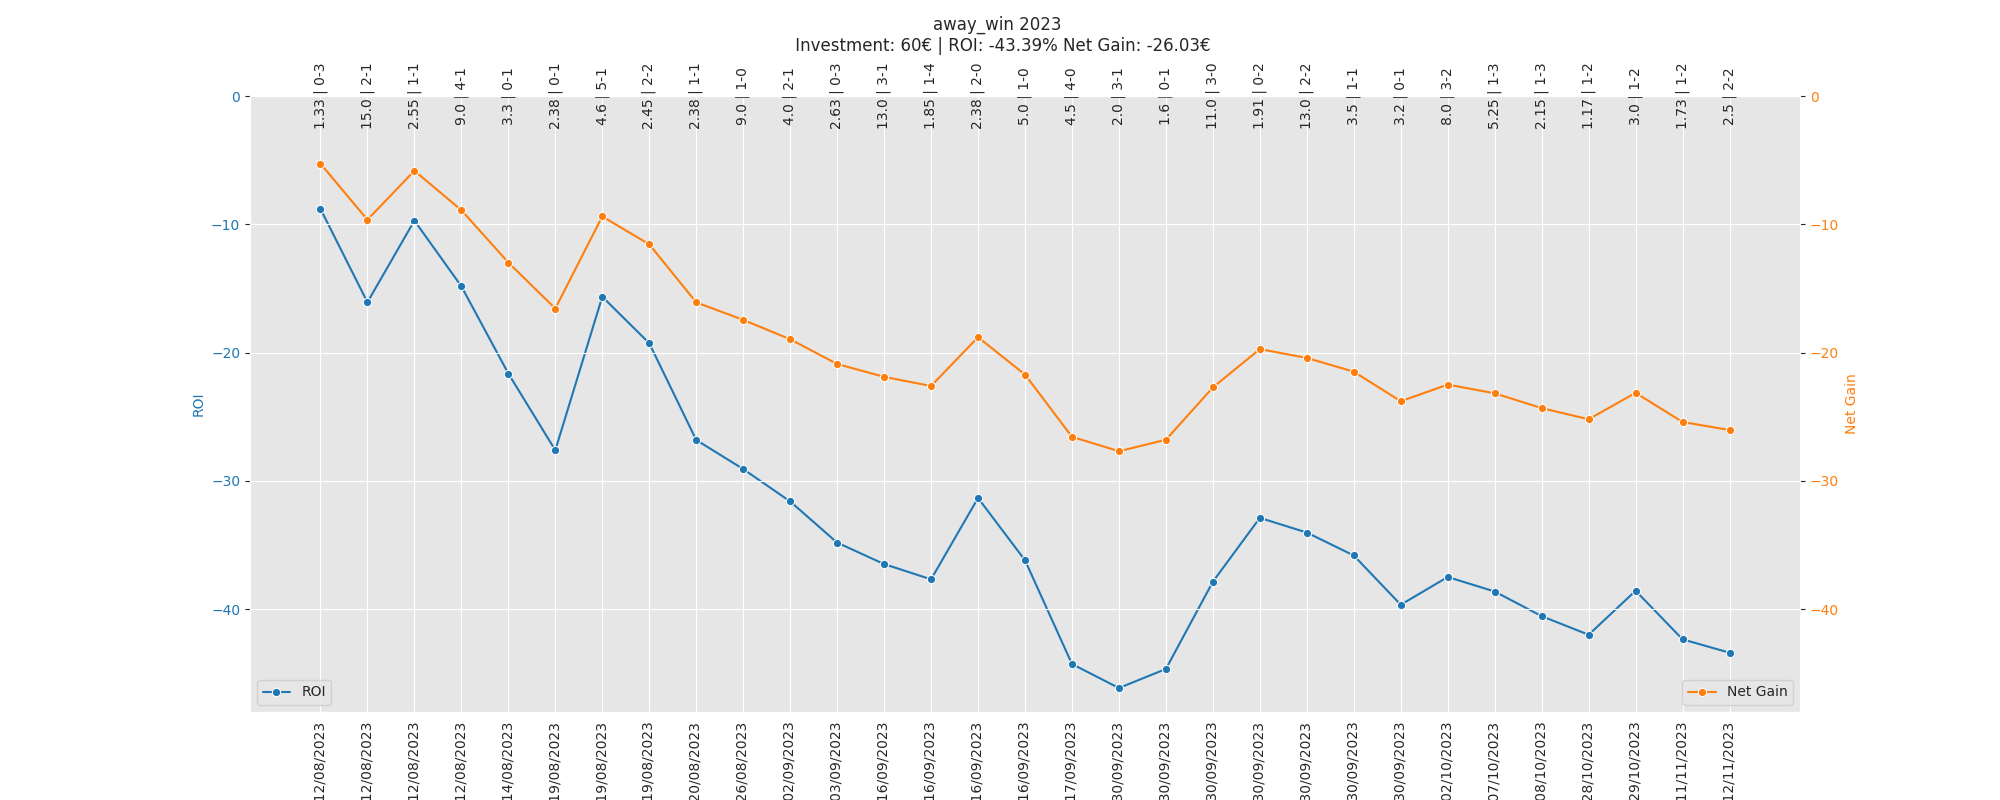 away_win 2023
Investment: 60€ | ROI: -43.39% Net Gain: -26.03€
1.33 | 0-3
15.0 | 2-1
2.55 | 1-1
9.0 | 4-1
3.3 | 0-1
2.38 | 0-1
4.6 | 5-1
2.45 | 2-2
2.38 | 1-1
9.0 | 1-0
4.0 | 2-1
2.63 | 0-3
13.0 | 3-1
1.85 | 1-4
2.38 | 2-0
5.0 | 1-0
4.5 | 4-0
2.0 | 3-1
1.6 | 0-1
11.0 | 3-0
1.91 | 0-2
13.0 | 2-2
3.5 | 1-1
3.2 | 0-1
8.0 | 3-2
5.25 | 1-3
2.15 | 1-3
1.17 | 1-2
3.0 | 1-2
1.73 | 1-2
2.5 | 2-2
0
−10
−20
−30
−40
ROI
0
−10
−20
−30
−40
Net Gain
ROI
Net Gain
12/08/2023
12/08/2023
12/08/2023
12/08/2023
14/08/2023
19/08/2023
19/08/2023
19/08/2023
20/08/2023
26/08/2023
02/09/2023
03/09/2023
16/09/2023
16/09/2023
16/09/2023
16/09/2023
17/09/2023
30/09/2023
30/09/2023
30/09/2023
30/09/2023
30/09/2023
30/09/2023
30/09/2023
02/10/2023
07/10/2023
08/10/2023
28/10/2023
29/10/2023
11/11/2023
12/11/2023